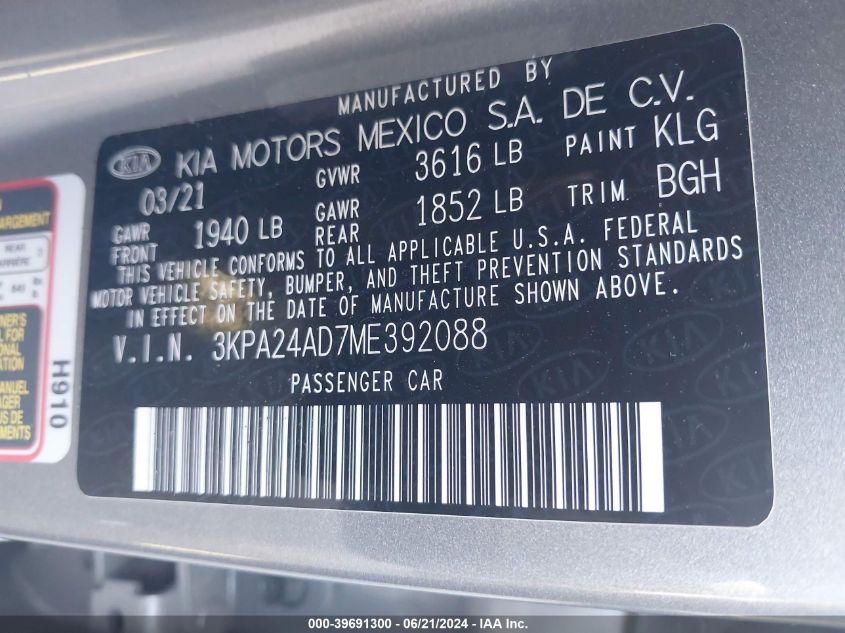 MANUFACTURED BY
KIA KIA MOTORS MEXICO S.A. DE C.V.
03/21 GVWR 3616 LB PAINT KLG
GAWR FRONT 1940 LB GAWR REAR 1852 LB TRIM BGH
THIS VEHICLE CONFORMS TO ALL APPLICABLE U.S.A. FEDERAL
MOTOR VEHICLE SAFETY, BUMPER, AND THEFT PREVENTION STANDARDS
IN EFFECT ON THE DATE OF MANUFACTURE SHOWN ABOVE.
V.I.N. 3KPA24AD7ME392088
PASSENGER CAR
REAR
H910
000-39691300 / 06/21/2024 / IAA Inc.